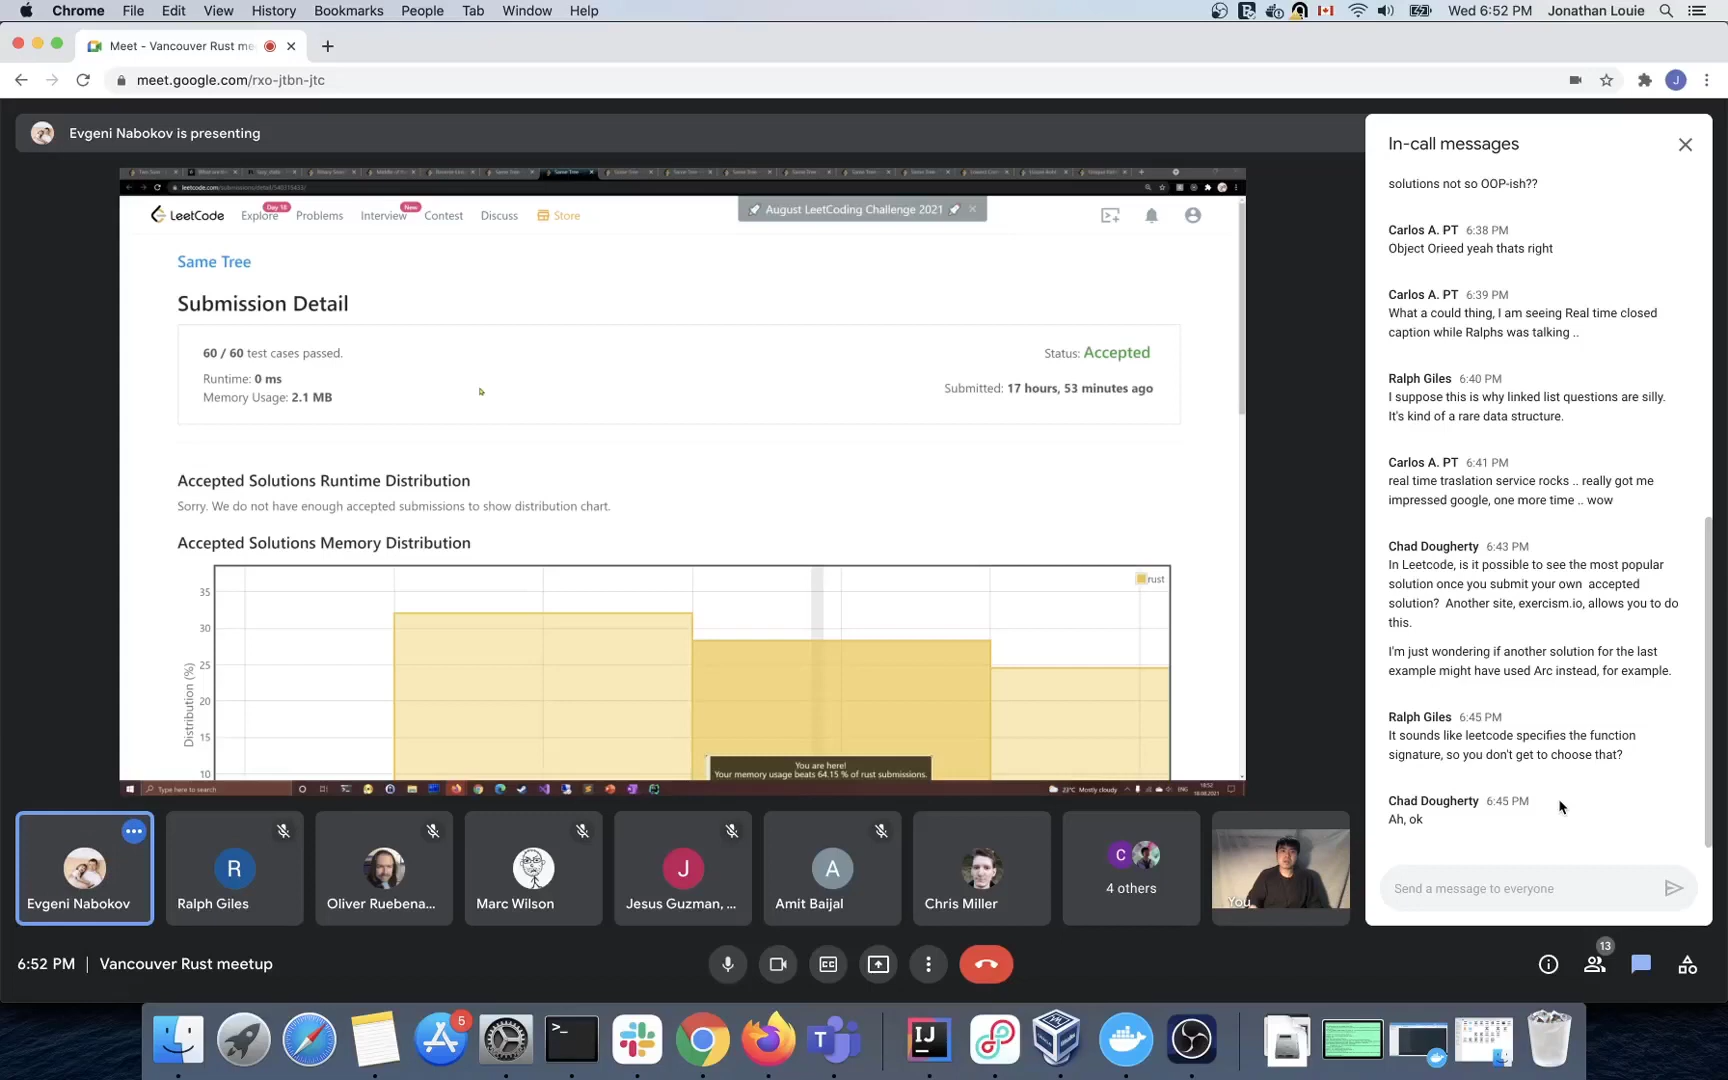 Chrome File Edit View History Bookmarks People Tab Window Help
Wed 6:52 PM Jonathan Louie
Meet - Vancouver Rust me
meet.google.com/rxo-jtbn-jtc
J
Evgeni Nabokov is presenting
LeetCode
Explore
Day 18
Problems
Interview
New
Contest
Discuss
Store
August LeetCoding Challenge 2021
Same Tree
Submission Detail
60 / 60 test cases passed.
Status: Accepted
Runtime: 0 ms
Memory Usage: 2.1 MB
Submitted: 17 hours, 53 minutes ago
Accepted Solutions Runtime Distribution
Sorry. We do not have enough accepted submissions to show distribution chart.
Accepted Solutions Memory Distribution
rust
35
30
25
20
15
10
Distribution (%)
You are here!
Your memory usage beats 64.15 % of rust submissions.
Type here to search
23°C Mostly cloudy
ENG
In-call messages
solutions not so OOP-ish??
Carlos A. PT 6:38 PM
Object Orieed yeah thats right
Carlos A. PT 6:39 PM
What a could thing, I am seeing Real time closed
caption while Ralphs was talking ..
Ralph Giles 6:40 PM
I suppose this is why linked list questions are silly.
It's kind of a rare data structure.
Carlos A. PT 6:41 PM
real time traslation service rocks .. really got me
impressed google, one more time .. wow
Chad Dougherty 6:43 PM
In Leetcode, is it possible to see the most popular
solution once you submit your own accepted
solution? Another site, exercism.io, allows you to do
this.
I'm just wondering if another solution for the last
example might have used Arc instead, for example.
Ralph Giles 6:45 PM
It sounds like leetcode specifies the function
signature, so you don't get to choose that?
Chad Dougherty 6:45 PM
Ah, ok
Send a message to everyone
Evgeni Nabokov
R
Ralph Giles
Oliver Ruebena...
Marc Wilson
J
Jesus Guzman, ...
A
Amit Baijal
Chris Miller
C
4 others
You
6:52 PM | Vancouver Rust meetup
13
5
IJ